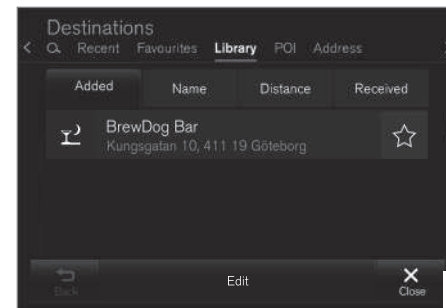 Destinations
Recent Favourites Library POI Address
Added Name Distance Received
BrewDog Bar
Kungsgatan 10, 411 19 Göteborg
Back Edit Close